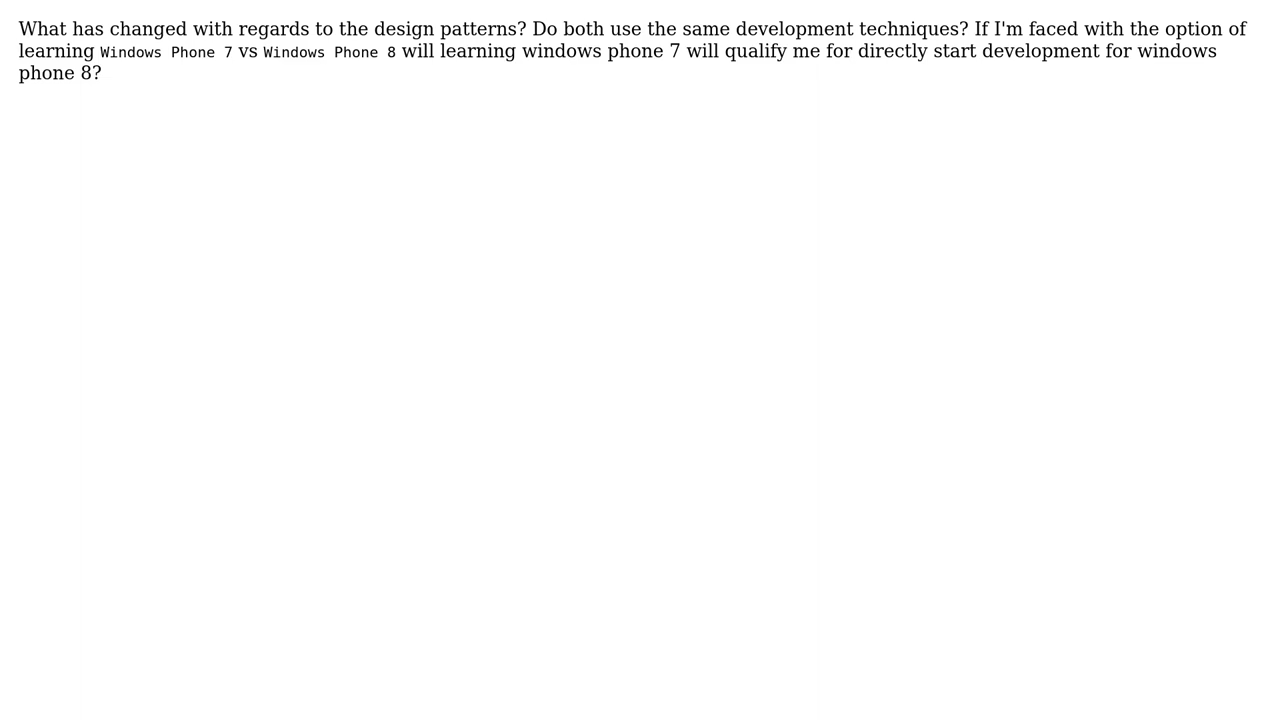 What has changed with regards to the design patterns? Do both use the same development techniques? If I'm faced with the option of
learning Windows Phone 7 vs Windows Phone 8 will learning windows phone 7 will qualify me for directly start development for windows
phone 8?